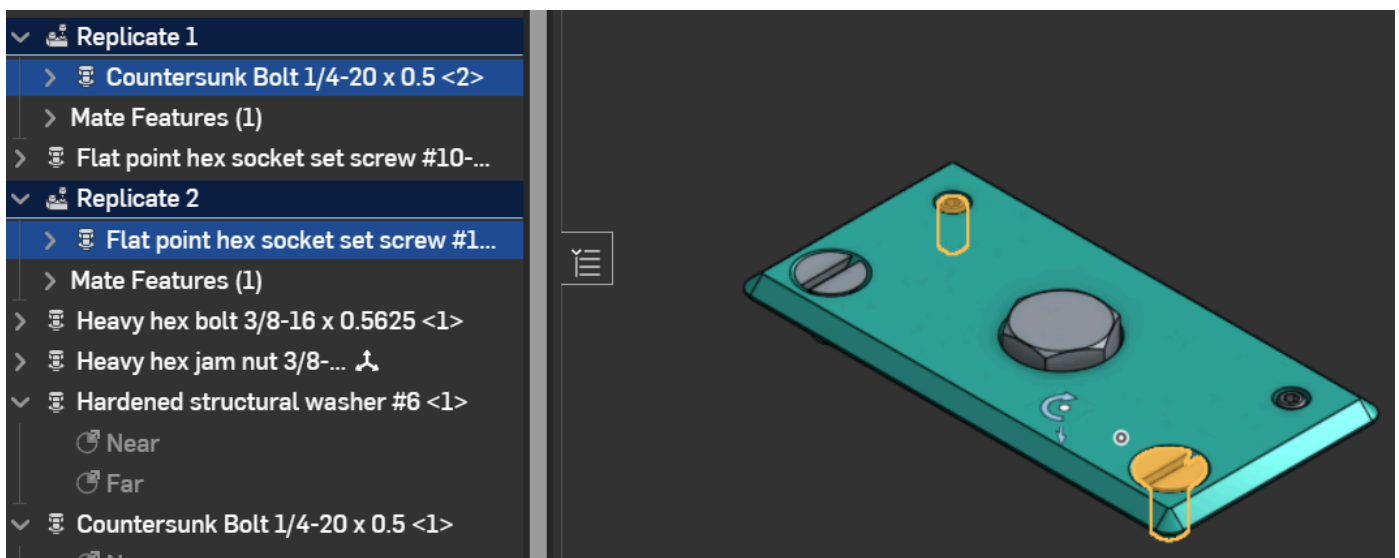 Replicate 1
Countersunk Bolt 1/4-20 x 0.5 <2>
Mate Features (1)
Flat point hex socket set screw #10-...
Replicate 2
Flat point hex socket set screw #1...
Mate Features (1)
Heavy hex bolt 3/8-16 x 0.5625 <1>
Heavy hex jam nut 3/8-...
Hardened structural washer #6 <1>
Near
Far
Countersunk Bolt 1/4-20 x 0.5 <1>